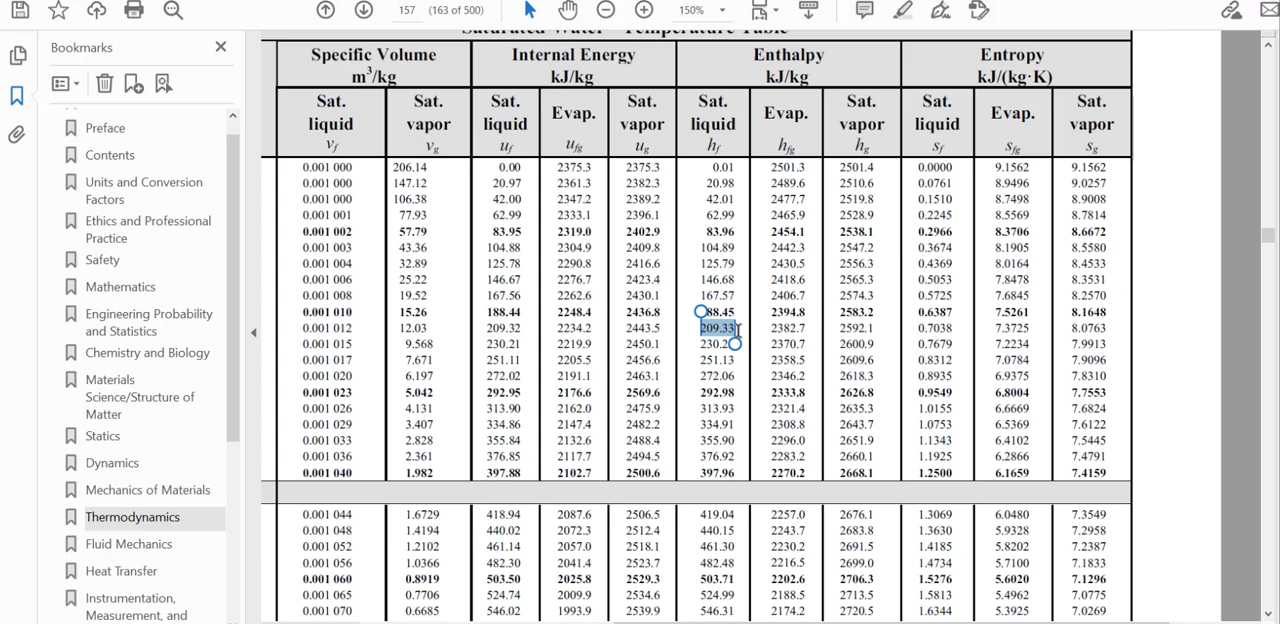 157 (163 of 500) 150%
Bookmarks
Preface
Contents
Units and Conversion
Factors
Ethics and Professional
Practice
Safety
Mathematics
Engineering Probability
and Statistics
Chemistry and Biology
Materials
Science/Structure of
Matter
Statics
Dynamics
Mechanics of Materials
Thermodynamics
Fluid Mechanics
Heat Transfer
Instrumentation,
Measurement, and
Saturated Water - Temperature Table
Specific Volume Internal Energy Enthalpy Entropy
m³/kg kJ/kg kJ/kg kJ/(kg·K)
Sat. liquid vf Sat. vapor vg Sat. liquid uf Evap. ufg Sat. vapor ug Sat. liquid hf Evap. hfg Sat. vapor hg Sat. liquid sf Evap. sfg Sat. vapor sg
0.001 000 206.14 0.00 2375.3 2375.3 0.01 2501.3 2501.4 0.0000 9.1562 9.1562
0.001 000 147.12 20.97 2361.3 2382.3 20.98 2489.6 2510.6 0.0761 8.9496 9.0257
0.001 000 106.38 42.00 2347.2 2389.2 42.01 2477.7 2519.8 0.1510 8.7498 8.9008
0.001 001 77.93 62.99 2333.1 2396.1 62.99 2465.9 2528.9 0.2245 8.5569 8.7814
0.001 002 57.79 83.95 2319.0 2402.9 83.96 2454.1 2538.1 0.2966 8.3706 8.6672
0.001 003 43.36 104.88 2304.9 2409.8 104.89 2442.3 2547.2 0.3674 8.1905 8.5580
0.001 004 32.89 125.78 2290.8 2416.6 125.79 2430.5 2556.3 0.4369 8.0164 8.4533
0.001 006 25.22 146.67 2276.7 2423.4 146.68 2418.6 2565.3 0.5053 7.8478 8.3531
0.001 008 19.52 167.56 2262.6 2430.1 167.57 2406.7 2574.3 0.5725 7.6845 8.2570
0.001 010 15.26 188.44 2248.4 2436.8 88.45 2394.8 2583.2 0.6387 7.5261 8.1648
0.001 012 12.03 209.32 2234.2 2443.5 209.33 2382.7 2592.1 0.7038 7.3725 8.0763
0.001 015 9.568 230.21 2219.9 2450.1 230.2 2370.7 2600.9 0.7679 7.2234 7.9913
0.001 017 7.671 251.11 2205.5 2456.6 251.13 2358.5 2609.6 0.8312 7.0784 7.9096
0.001 020 6.197 272.02 2191.1 2463.1 272.06 2346.2 2618.3 0.8935 6.9375 7.8310
0.001 023 5.042 292.95 2176.6 2569.6 292.98 2333.8 2626.8 0.9549 6.8004 7.7553
0.001 026 4.131 313.90 2162.0 2475.9 313.93 2321.4 2635.3 1.0155 6.6669 7.6824
0.001 029 3.407 334.86 2147.4 2482.2 334.91 2308.8 2643.7 1.0753 6.5369 7.6122
0.001 033 2.828 355.84 2132.6 2488.4 355.90 2296.0 2651.9 1.1343 6.4102 7.5445
0.001 036 2.361 376.85 2117.7 2494.5 376.92 2283.2 2660.1 1.1925 6.2866 7.4791
0.001 040 1.982 397.88 2102.7 2500.6 397.96 2270.2 2668.1 1.2500 6.1659 7.4159
0.001 044 1.6729 418.94 2087.6 2506.5 419.04 2257.0 2676.1 1.3069 6.0480 7.3549
0.001 048 1.4194 440.02 2072.3 2512.4 440.15 2243.7 2683.8 1.3630 5.9328 7.2958
0.001 052 1.2102 461.14 2057.0 2518.1 461.30 2230.2 2691.5 1.4185 5.8202 7.2387
0.001 056 1.0366 482.30 2041.4 2523.7 482.48 2216.5 2699.0 1.4734 5.7100 7.1833
0.001 060 0.8919 503.50 2025.8 2529.3 503.71 2202.6 2706.3 1.5276 5.6020 7.1296
0.001 065 0.7706 524.74 2009.9 2534.6 524.99 2188.5 2713.5 1.5813 5.4962 7.0775
0.001 070 0.6685 546.02 1993.9 2539.9 546.31 2174.2 2720.5 1.6344 5.3925 7.0269